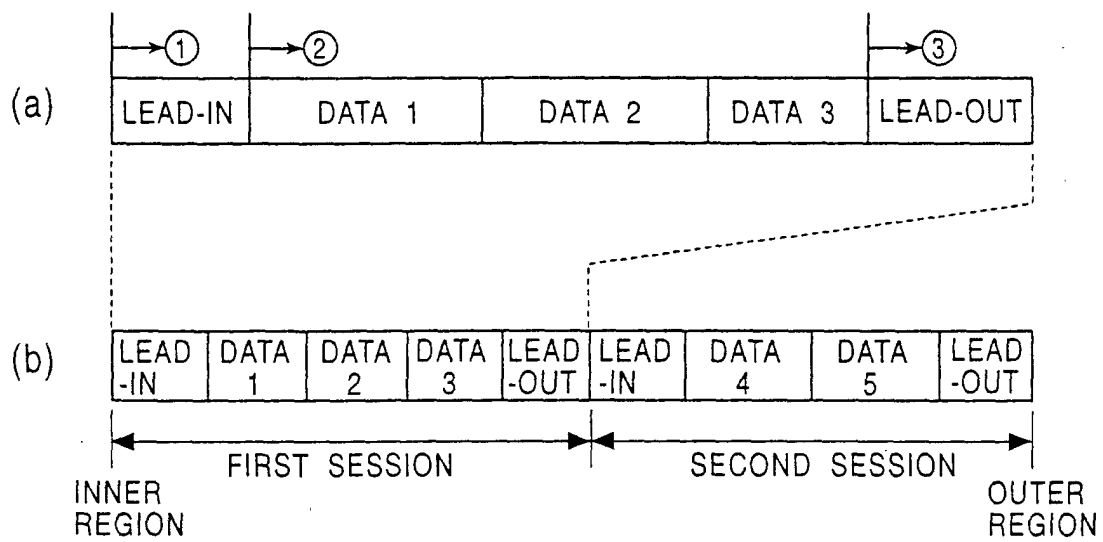 ① ② ③
(a) LEAD-IN DATA 1 DATA 2 DATA 3 LEAD-OUT
(b) LEAD DATA DATA DATA LEAD LEAD DATA DATA LEAD
-IN 1 2 3 -OUT -IN 4 5 -OUT
FIRST SESSION SECOND SESSION
INNER OUTER
REGION REGION